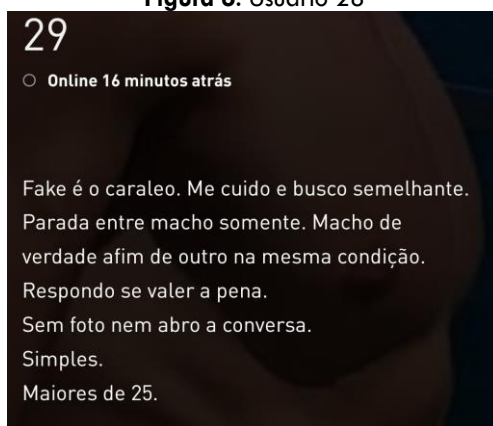 Figura 6: Usuário 28
29
Online 16 minutos atrás
Fake é o caraleo. Me cuido e busco semelhante.
Parada entre macho somente. Macho de
verdade afim de outro na mesma condição.
Respondo se valer a pena.
Sem foto nem abro a conversa.
Simples.
Maiores de 25.